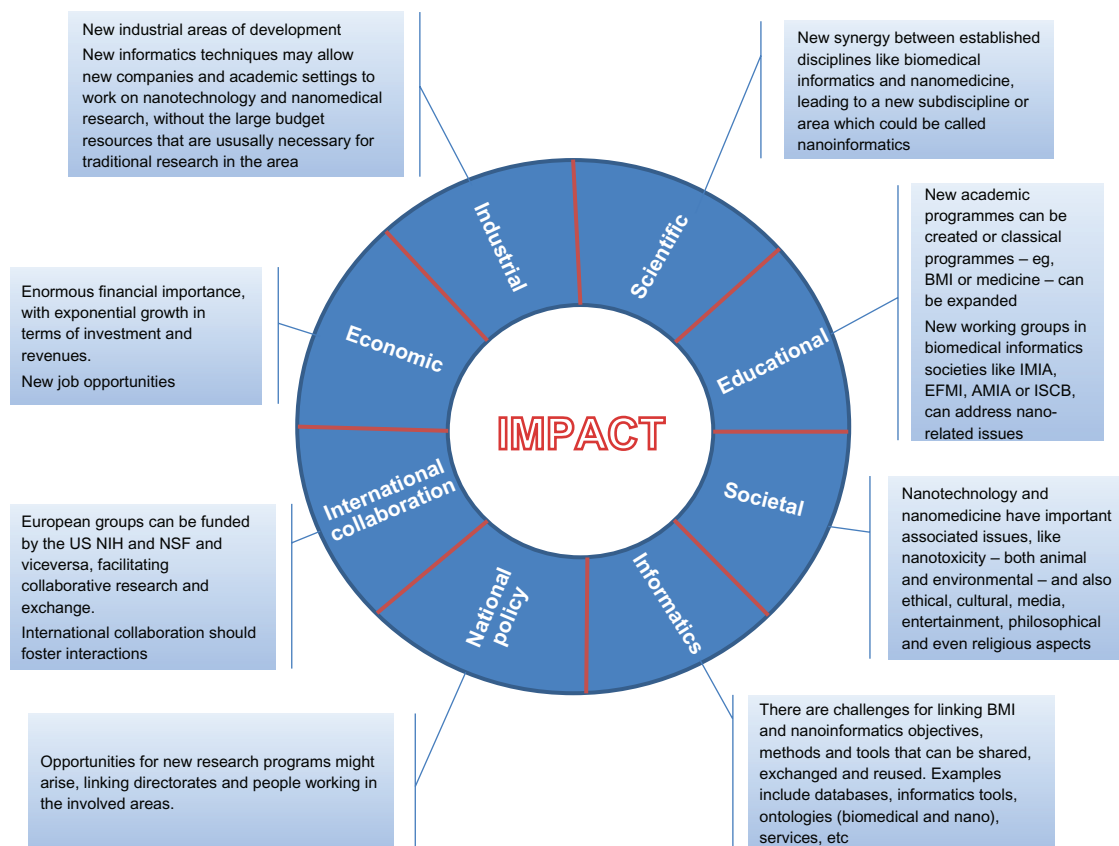 New industrial areas of development
New informatics techniques may allow
new companies and academic settings to
work on nanotechnology and nanomedical
research, without the large budget
resources that are ususally necessary for
traditional research in the area
New synergy between established
disciplines like biomedical
informatics and nanomedicine,
leading to a new subdiscipline or
area which could be called
nanoinformatics
New academic
programmes can be
created or classical
programmes – eg,
BMI or medicine – can
be expanded
New working groups in
biomedical informatics
societies like IMIA,
EFMI, AMIA or ISCB,
can address nano-
related issues
Enormous financial importance,
with exponential growth in
terms of investment and
revenues.
New job opportunities
Industrial
Scientific
Economic
Educational
IMPACT
International
collaboration
Societal
National
policy
Informatics
European groups can be funded
by the US NIH and NSF and
viceversa, facilitating
collaborative research and
exchange.
International collaboration should
foster interactions
Nanotechnology and
nanomedicine have important
associated issues, like
nanotoxicity – both animal
and environmental – and also
ethical, cultural, media,
entertainment, philosophical
and even religious aspects
Opportunities for new research programs might
arise, linking directorates and people working in
the involved areas.
There are challenges for linking BMI
and nanoinformatics objectives,
methods and tools that can be shared,
exchanged and reused. Examples
include databases, informatics tools,
ontologies (biomedical and nano),
services, etc